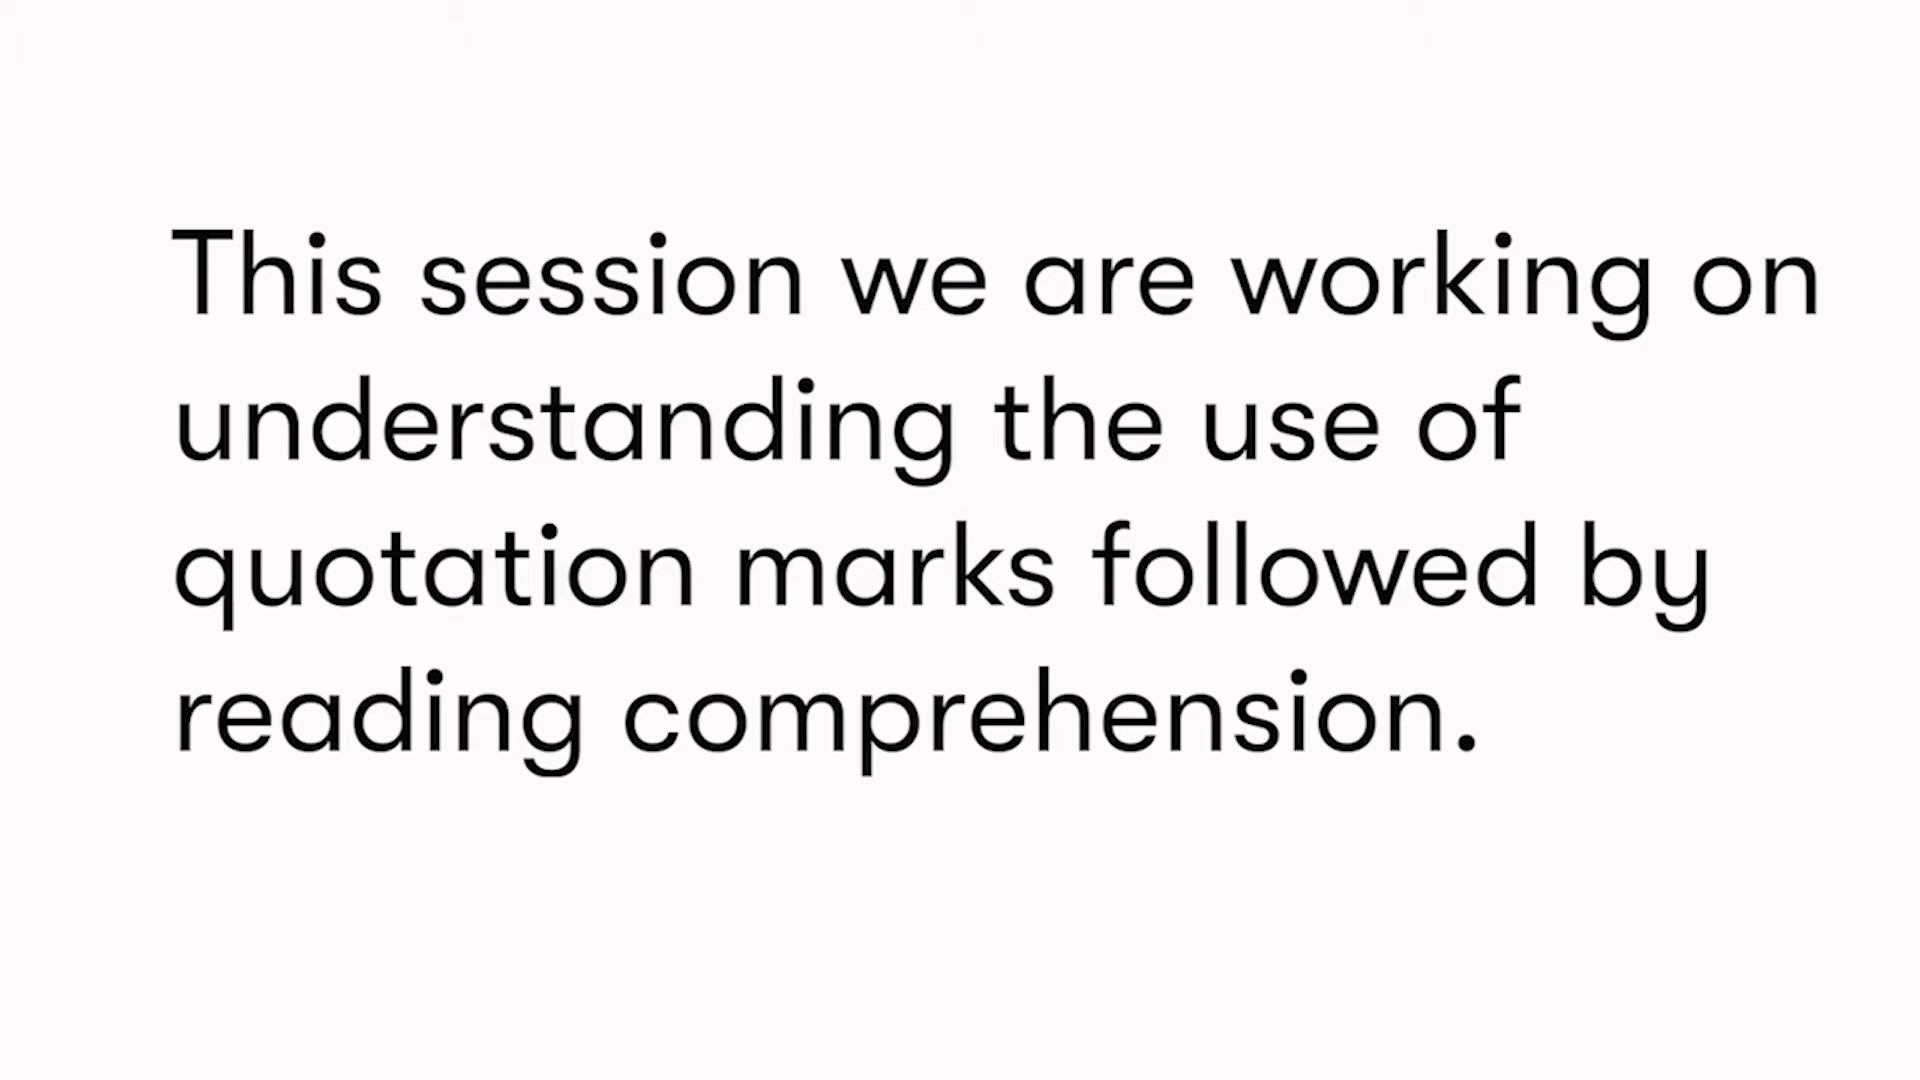 This session we are working on
understanding the use of
quotation marks followed by
reading comprehension.